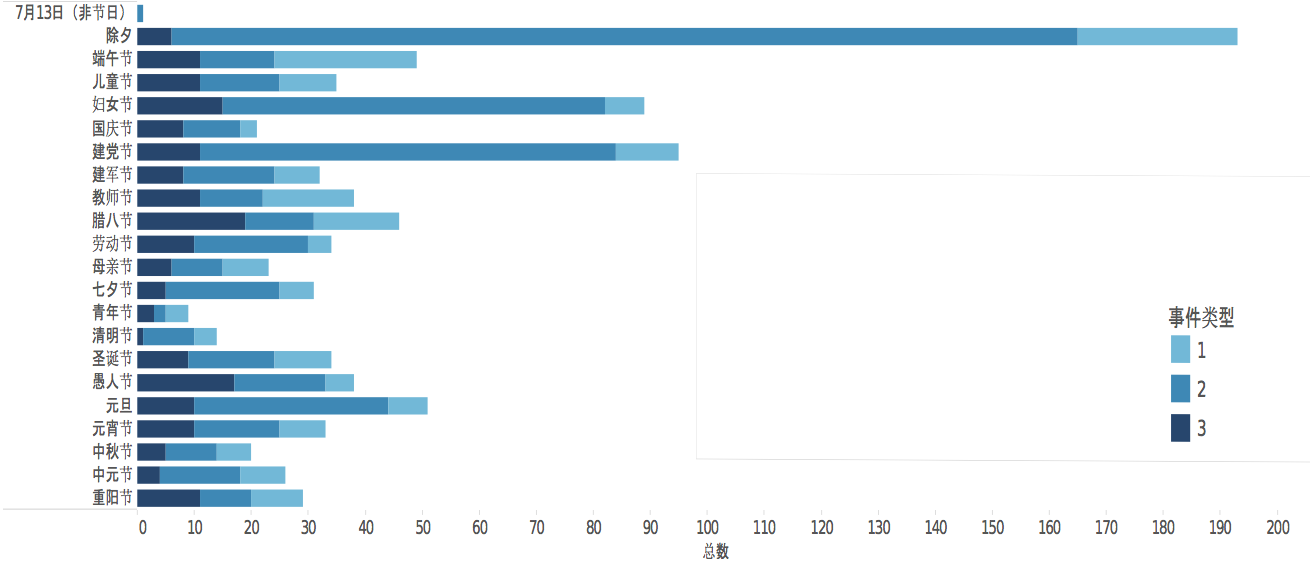 7月13日（非节日）
除夕
端午节
儿童节
妇女节
国庆节
建党节
建军节
教师节
腊八节
劳动节
母亲节
七夕节
青年节
清明节
圣诞节
愚人节
元旦
元宵节
中秋节
中元节
重阳节
事件类型
1
2
3
0 10 20 30 40 50 60 70 80 90 100 110 120 130 140 150 160 170 180 190 200
总数